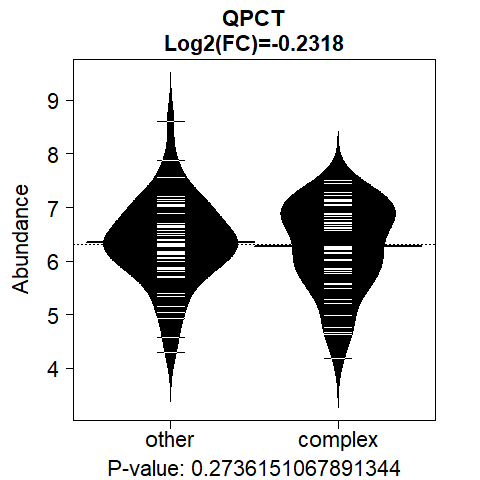 QPCT
Log2(FC)=-0.2318
Abundance
9
8
7
6
5
4
other complex
P-value: 0.2736151067891344